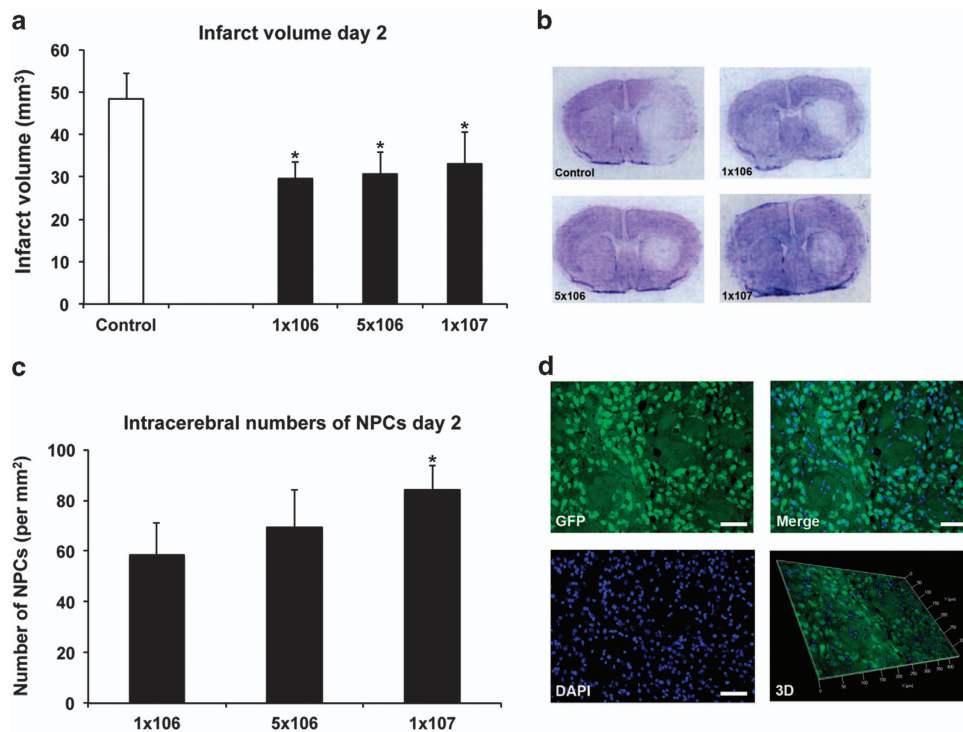 a
Infarct volume day 2
Infarct volume (mm³)
60
50
40
30
20
10
0
*
*
*
Control
1x106
5x106
1x107
b
Control
1x106
5x106
1x107
c
Intracerebral numbers of NPCs day 2
Number of NPCs (per mm²)
100
80
60
40
20
0
*
1x106
5x106
1x107
d
GFP
Merge
DAPI
3D